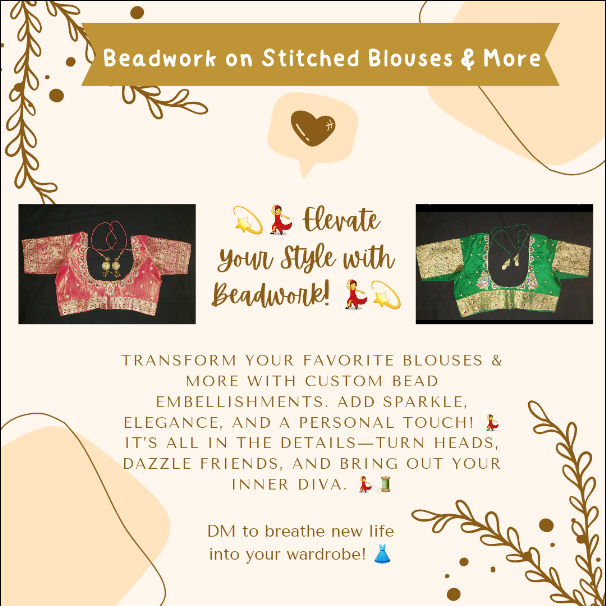 Beadwork on Stitched Blouses & More
💫💃 Elevate
Your Style with
Beadwork! 💃💫
TRANSFORM YOUR FAVORITE BLOUSES &
MORE WITH CUSTOM BEAD
EMBELLISHMENTS. ADD SPARKLE,
ELEGANCE, AND A PERSONAL TOUCH! 💃
IT'S ALL IN THE DETAILS—TURN HEADS,
DAZZLE FRIENDS, AND BRING OUT YOUR
INNER DIVA. 💃🧵
DM to breathe new life
into your wardrobe! 👗